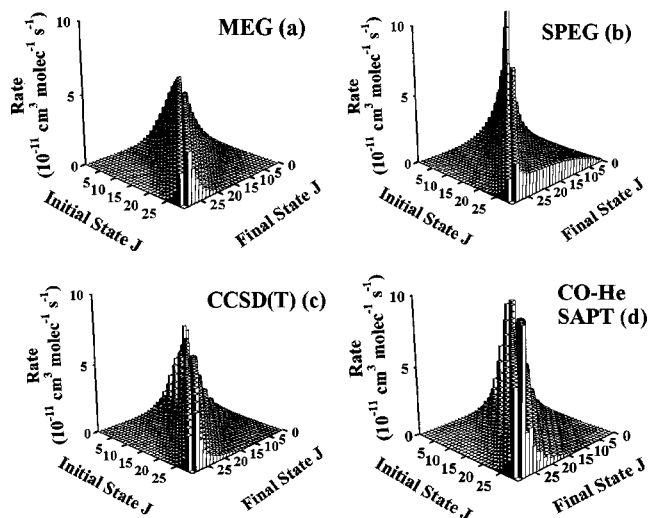 MEG (a)
10
5
0
Rate
(10⁻¹¹ cm³ molec⁻¹ s⁻¹)
5 10 15 20 25
Initial State J
25 20 15 10 5 0
Final State J
SPEG (b)
10
5
0
Rate
(10⁻¹¹ cm³ molec⁻¹ s⁻¹)
5 10 15 20 25
Initial State J
25 20 15 10 5 0
Final State J
CCSD(T) (c)
10
5
0
Rate
(10⁻¹¹ cm³ molec⁻¹ s⁻¹)
5 10 15 20 25
Initial State J
25 20 15 10 5 0
Final State J
CO-He
SAPT (d)
10
5
0
Rate
(10⁻¹¹ cm³ molec⁻¹ s⁻¹)
5 10 15 20 25
Initial State J
25 20 15 10 5 0
Final State J